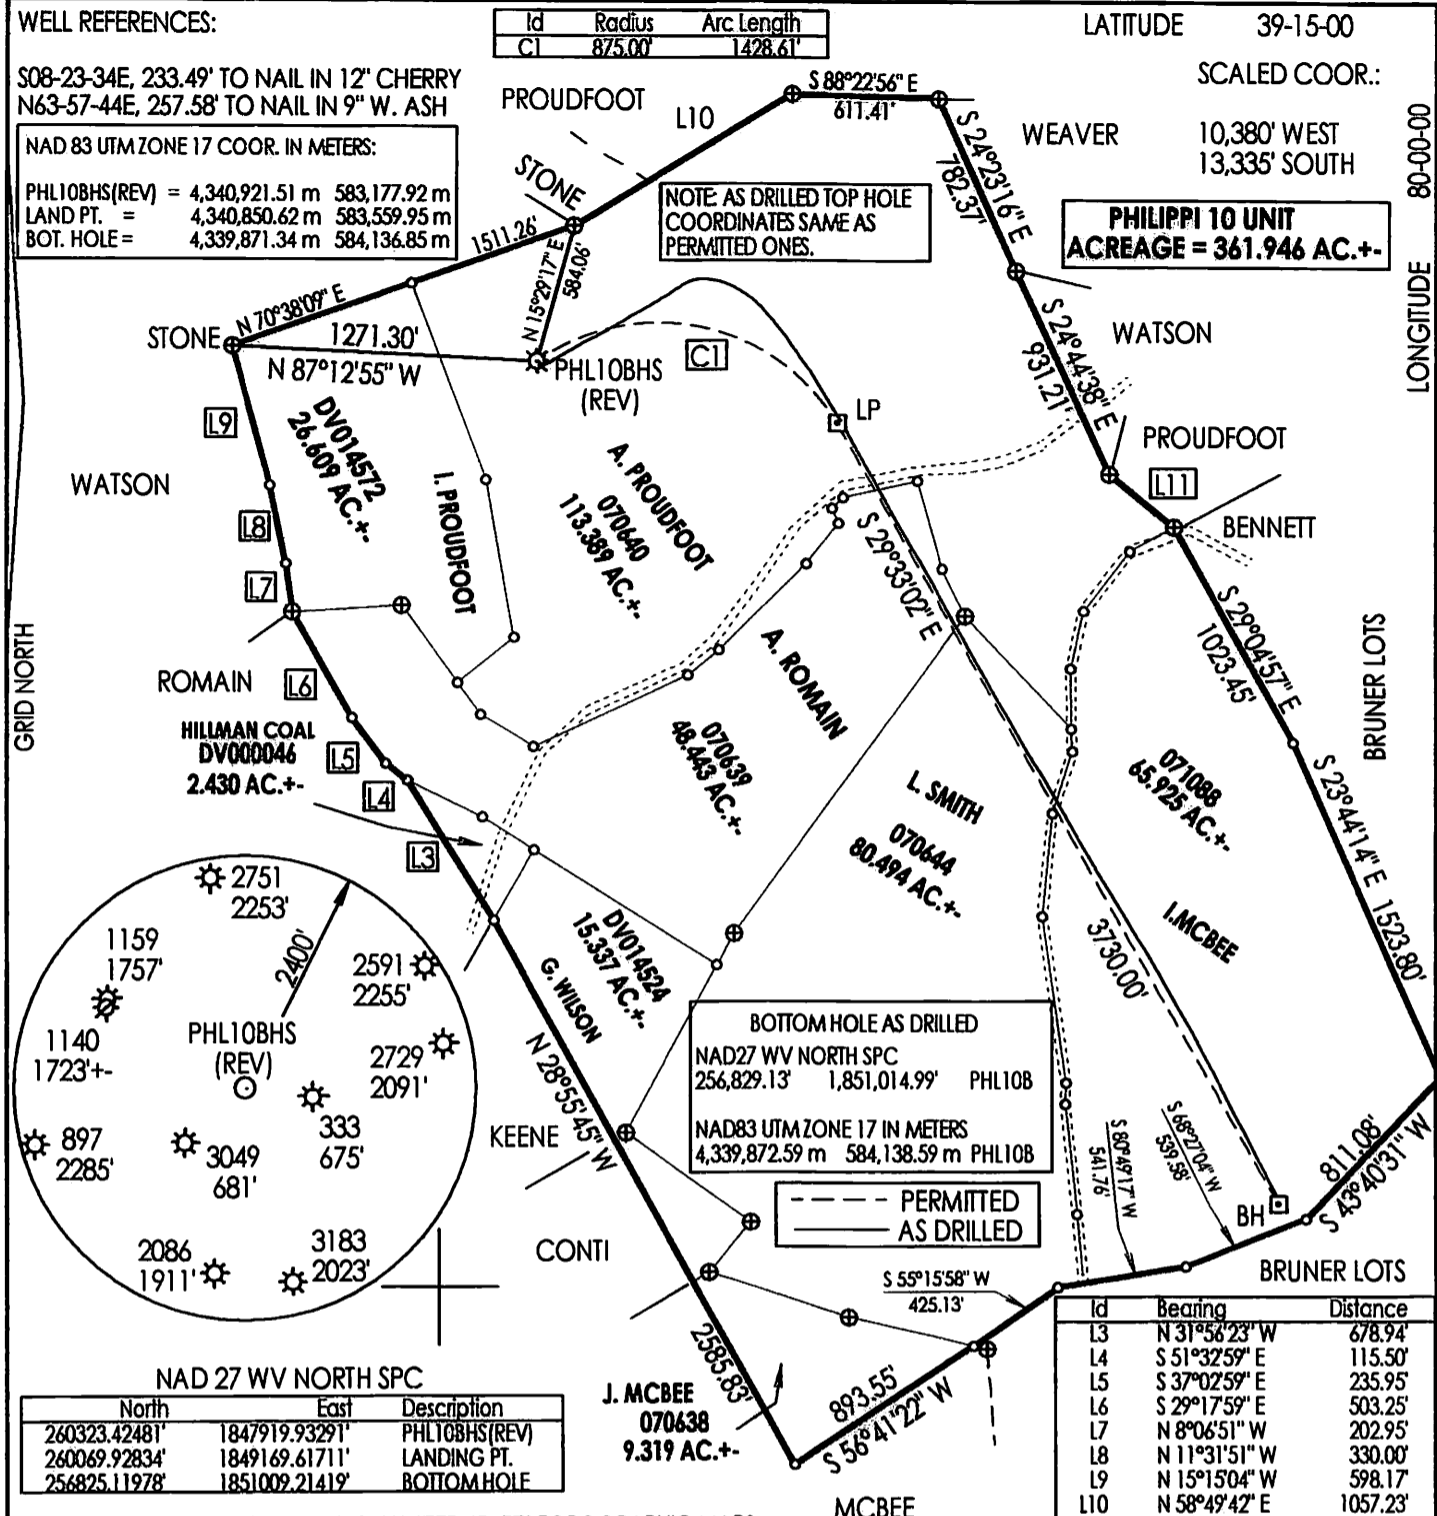 WELL REFERENCES:
S08-23-34E, 233.49' TO NAIL IN 12" CHERRY
N63-57-44E, 257.58' TO NAIL IN 9" W. ASH
NAD 83 UTM ZONE 17 COOR. IN METERS:
PHL10BHS(REV) = 4,340,921.51 m 583,177.92 m
LAND PT. = 4,340,850.62 m 583,559.95 m
BOT. HOLE = 4,339,871.34 m 584,136.85 m
Id Radius Arc Length
C1 875.00' 1428.61'
LATITUDE 39-15-00
SCALED COOR.:
10,380' WEST
13,335' SOUTH
LONGITUDE 80-00-00
PHILIPPI 10 UNIT
ACREAGE = 361.946 AC.+-
NOTE: AS DRILLED TOP HOLE
COORDINATES SAME AS
PERMITTED ONES.
PROUDFOOT
L10
S 88°22'56" E
611.41'
S 24°23'16" E
782.37'
WEAVER
STONE
1511.26'
N 70°38'09" E
N 15°29'17" E
584.06'
STONE
1271.30'
N 87°12'55" W
PHL10BHS
(REV)
C1
LP
S 24°44'38" E
931.21'
WATSON
PROUDFOOT
L11
BENNETT
L9
WATSON
L8
L7
DV014572
26.609 AC.+-
I. PROUDFOOT
A. PROUDFOOT
070640
113.389 AC.+-
S 29°33'02" E
3730.00'
S 29°04'57" E
1023.45'
BRUNER LOTS
GRID NORTH
ROMAIN
L6
L5
L4
L3
HILLMAN COAL
DV000046
2.430 AC.+-
A. ROMAIN
070639
48.443 AC.+-
L. SMITH
070644
80.494 AC.+-
071088
65.925 AC.+-
I.MCBEE
S 23°44'14" E 1523.80'
2751
2253'
1159
1757'
2591
2255'
2400'
1140
1723'+-
PHL10BHS
(REV)
2729
2091'
333
675'
897
2285'
3049
681'
2086
1911'
3183
2023'
DV014524
15.337 AC.+-
G. WILSON
N 28°55'45" W
2585.83'
KEENE
CONTI
BOTTOM HOLE AS DRILLED
NAD27 WV NORTH SPC
256,829.13' 1,851,014.99' PHL10B
NAD83 UTM ZONE 17 IN METERS
4,339,872.59 m 584,138.59 m PHL10B
PERMITTED
AS DRILLED
S 80°49'17" W
541.76'
S 68°27'04" W
539.58'
BH
811.08'
S 43°40'31" W
BRUNER LOTS
S 55°15'58" W
425.13'
893.55'
S 56°41'22" W
J. MCBEE
070638
9.319 AC.+-
MCBEE
NAD 27 WV NORTH SPC
North East Description
260323.42481' 1847919.93291' PHL10BHS(REV)
260069.92834' 1849169.61711' LANDING PT.
256825.11978' 1851009.21419' BOTTOM HOLE
Id Bearing Distance
L3 N 31°56'23" W 678.94'
L4 S 51°32'59" E 115.50'
L5 S 37°02'59" E 235.95'
L6 S 29°17'59" E 503.25'
L7 N 8°06'51" W 202.95'
L8 N 11°31'51" W 330.00'
L9 N 15°15'04" W 598.17'
L10 N 58°49'42" E 1057.23'